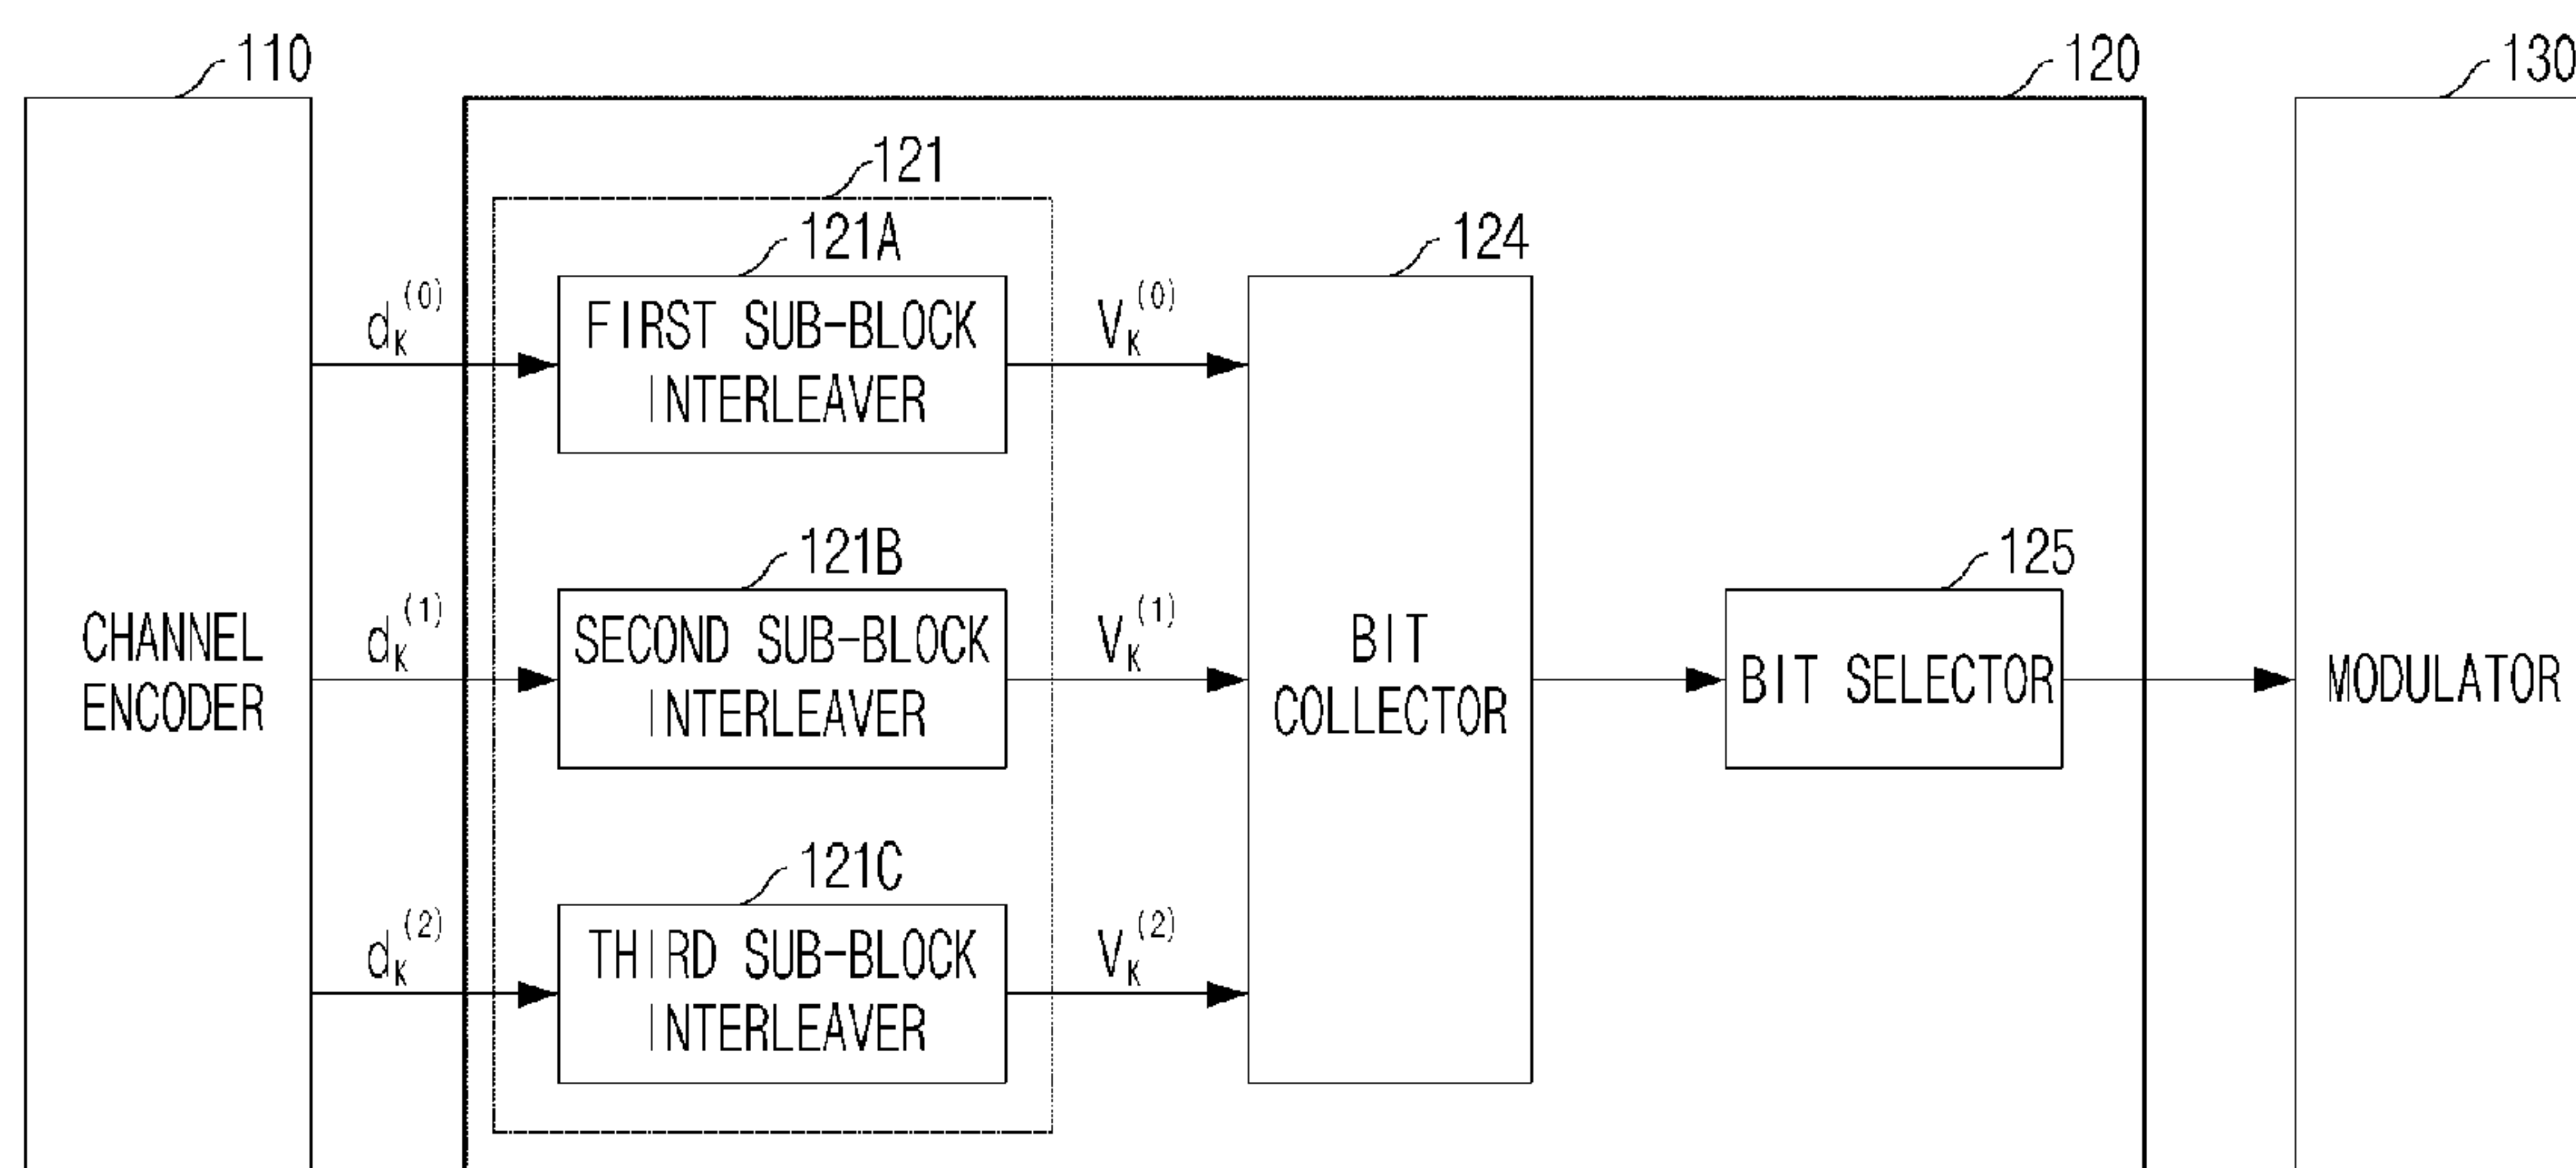 110
120
130
121
121A
124
d_K^(0)
FIRST SUB-BLOCK
INTERLEAVER
V_K^(0)
121B
125
CHANNEL
ENCODER
d_K^(1)
SECOND SUB-BLOCK
INTERLEAVER
V_K^(1)
BIT
COLLECTOR
BIT SELECTOR
MODULATOR
121C
d_K^(2)
THIRD SUB-BLOCK
INTERLEAVER
V_K^(2)